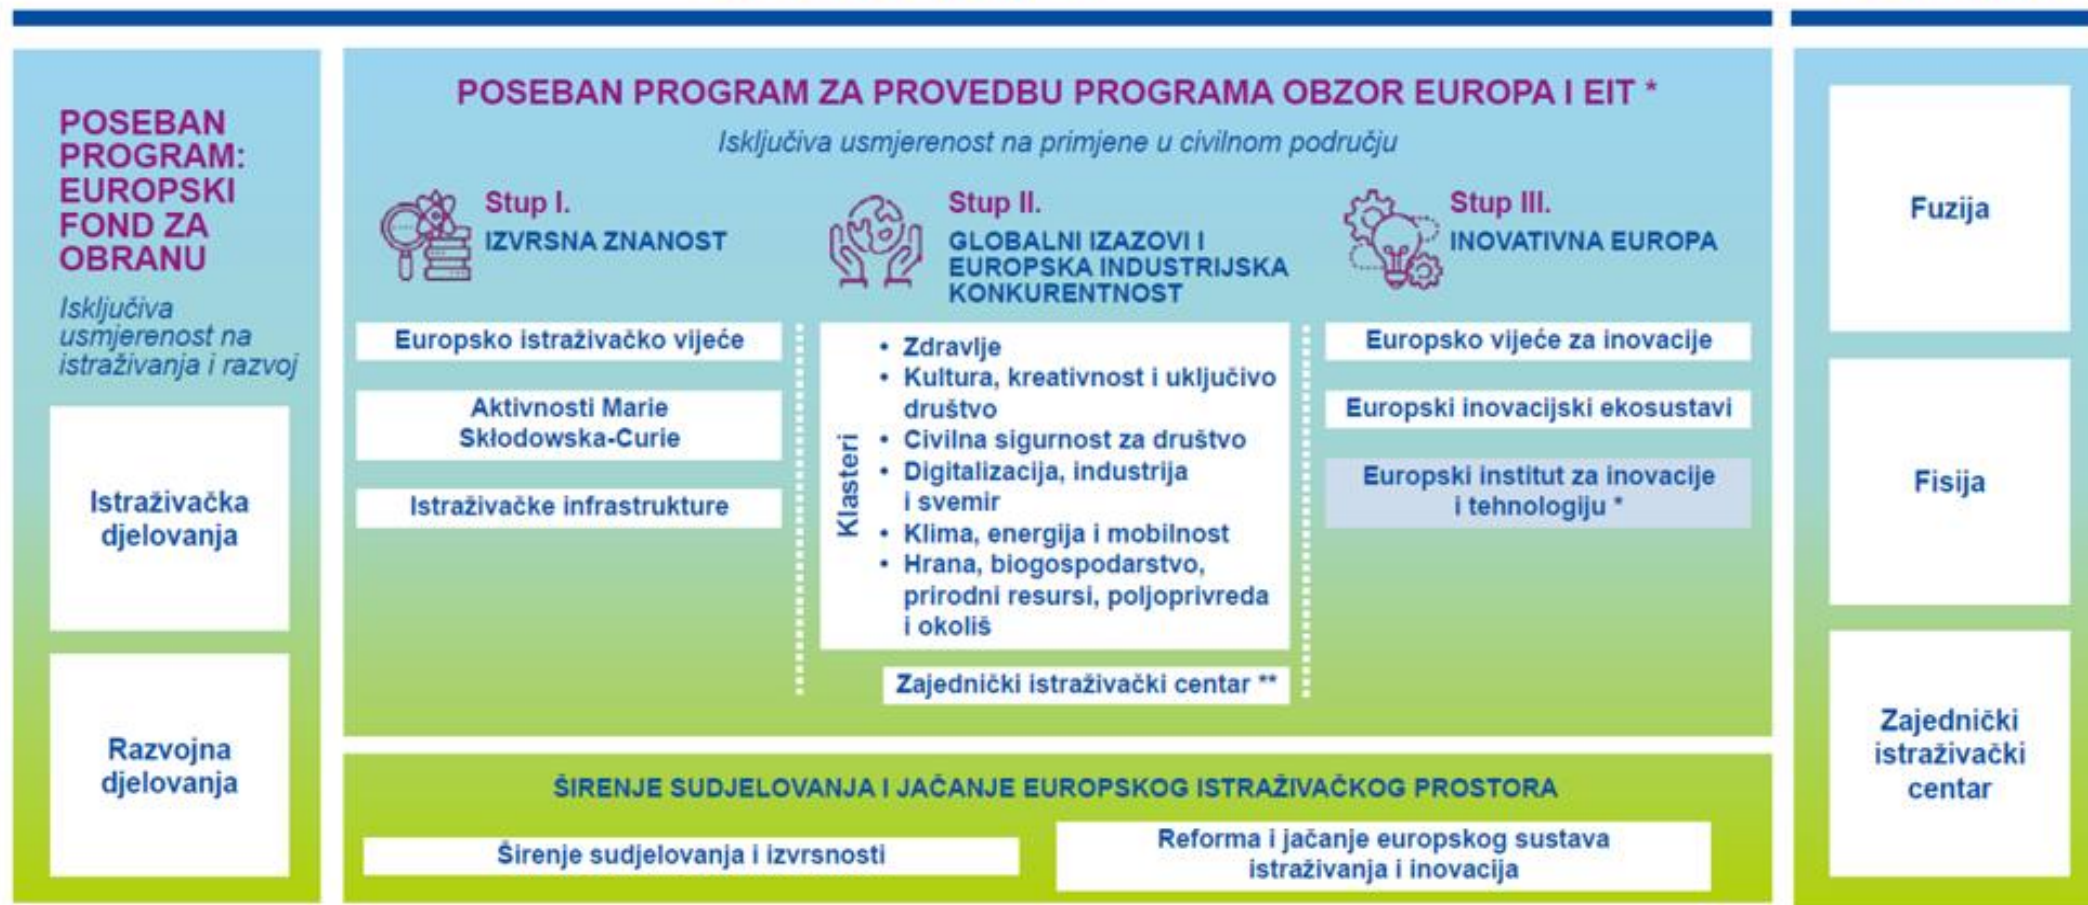 POSEBAN
PROGRAM:
EUROPSKI
FOND ZA
OBRANU
Isključiva
usmjerenost na
istraživanja i razvoj
Istraživačka
djelovanja
Razvojna
djelovanja
POSEBAN PROGRAM ZA PROVEDBU PROGRAMA OBZOR EUROPA I EIT *
Isključiva usmjerenost na primjene u civilnom području
Stup I.
IZVRSNA ZNANOST
Europsko istraživačko vijeće
Aktivnosti Marie
Skłodowska-Curie
Istraživačke infrastrukture
Stup II.
GLOBALNI IZAZOVI I
EUROPSKA INDUSTRIJSKA
KONKURENTNOST
Klasteri
• Zdravlje
• Kultura, kreativnost i uključivo
društvo
• Civilna sigurnost za društvo
• Digitalizacija, industrija
i svemir
• Klima, energija i mobilnost
• Hrana, biogospodarstvo,
prirodni resursi, poljoprivreda
i okoliš
Zajednički istraživački centar **
Stup III.
INOVATIVNA EUROPA
Europsko vijeće za inovacije
Europski inovacijski ekosustavi
Europski institut za inovacije
i tehnologiju *
ŠIRENJE SUDJELOVANJA I JAČANJE EUROPSKOG ISTRAŽIVAČKOG PROSTORA
Širenje sudjelovanja i izvrsnosti
Reforma i jačanje europskog sustava
istraživanja i inovacija
Fuzija
Fisija
Zajednički
istraživački
centar